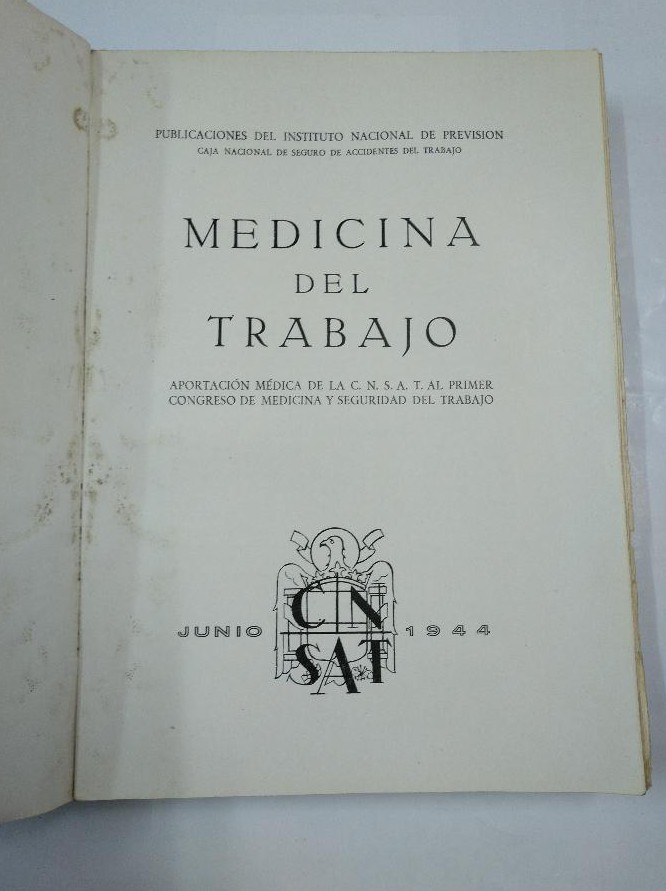 PUBLICACIONES DEL INSTITUTO NACIONAL DE PREVISION
CAJA NACIONAL DE SEGURO DE ACCIDENTES DEL TRABAJO
MEDICINA
DEL
TRABAJO
APORTACIÓN MÉDICA DE LA C. N. S. A. T. AL PRIMER
CONGRESO DE MEDICINA Y SEGURIDAD DEL TRABAJO
CN
JUNIO 1944
SAT